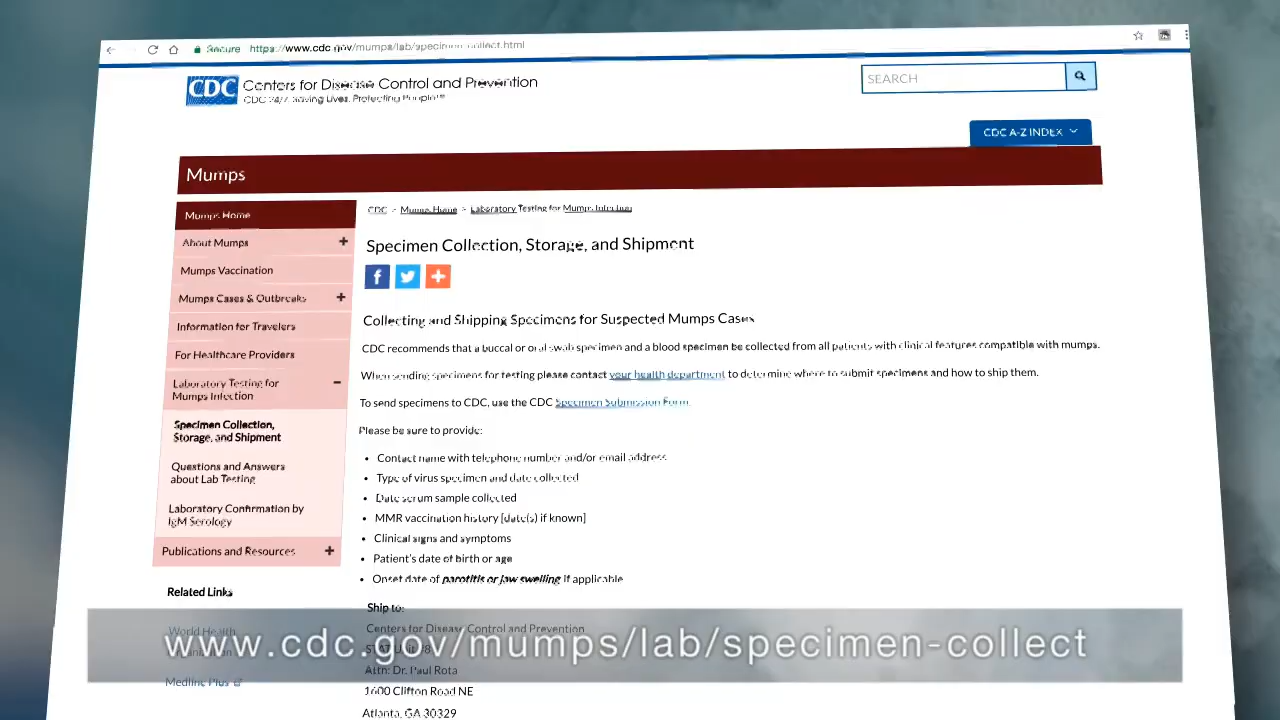 Secure https://www.cdc.gov/mumps/lab/specimen-collect.html
CDC Centers for Disease Control and Prevention
CDC 24/7: Saving Lives, Protecting People™
SEARCH
CDC A-Z INDEX
Mumps
Mumps Home
About Mumps
Mumps Vaccination
Mumps Cases & Outbreaks
Information for Travelers
For Healthcare Providers
Laboratory Testing for
Mumps Infection
Specimen Collection,
Storage, and Shipment
Questions and Answers
about Lab Testing
Laboratory Confirmation by
IgM Serology
Publications and Resources
Related Links
World Health
Medline Plus
CDC > Mumps Home > Laboratory Testing for Mumps Infection
Specimen Collection, Storage, and Shipment
Collecting and Shipping Specimens for Suspected Mumps Cases
CDC recommends that a buccal or oral swab specimen and a blood specimen be collected from all patients with clinical features compatible with mumps.
When sending specimens for testing please contact your health department to determine where to submit specimens and how to ship them.
To send specimens to CDC, use the CDC Specimen Submission Form.
Please be sure to provide:
• Contact name with telephone number and/or email address
• Type of virus specimen and date collected
• Date serum sample collected
• MMR vaccination history [date(s) if known]
• Clinical signs and symptoms
• Patient's date of birth or age
• Onset date of parotitis or jaw swelling if applicable
Ship to:
Centers for Disease Control and Prevention
Attn: Dr. Paul Rota
1600 Clifton Road NE
Atlanta, GA 30329
www.cdc.gov/mumps/lab/specimen-collect